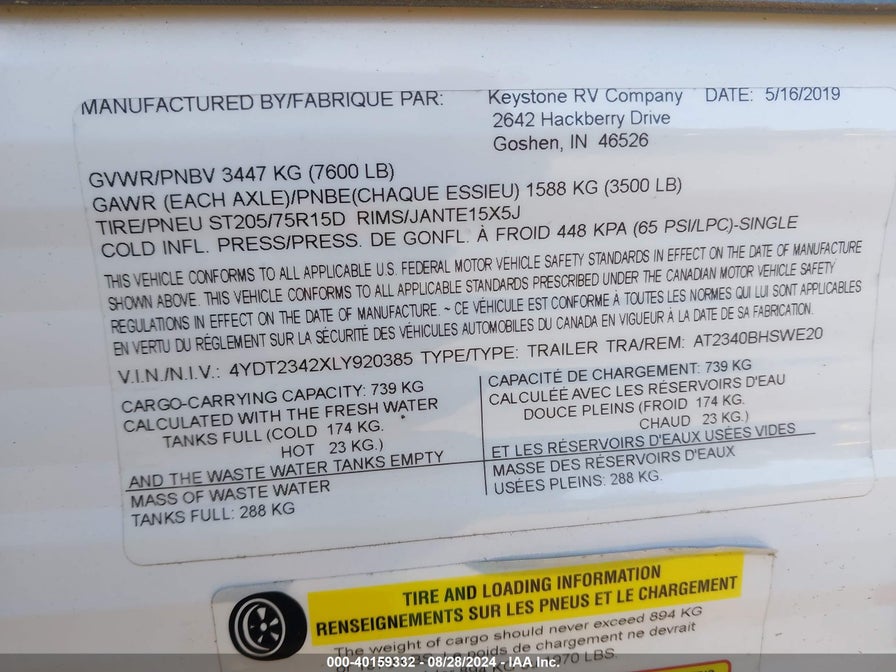 MANUFACTURED BY/FABRIQUE PAR: Keystone RV Company DATE: 5/16/2019
2642 Hackberry Drive
Goshen, IN 46526
GVWR/PNBV 3447 KG (7600 LB)
GAWR (EACH AXLE)/PNBE(CHAQUE ESSIEU) 1588 KG (3500 LB)
TIRE/PNEU ST205/75R15D RIMS/JANTE15X5J
COLD INFL. PRESS/PRESS. DE GONFL. À FROID 448 KPA (65 PSI/LPC)-SINGLE
THIS VEHICLE CONFORMS TO ALL APPLICABLE U.S. FEDERAL MOTOR VEHICLE SAFETY STANDARDS IN EFFECT ON THE DATE OF MANUFACTURE
SHOWN ABOVE. THIS VEHICLE CONFORMS TO ALL APPLICABLE STANDARDS PRESCRIBED UNDER THE CANADIAN MOTOR VEHICLE SAFETY
REGULATIONS IN EFFECT ON THE DATE OF MANUFACTURE. ~ CE VÉHICULE EST CONFORME À TOUTES LES NORMES QUI LUI SONT APPLICABLES
EN VERTU DU RÉGLEMENT SUR LA SÉCURITÉ DES VÉHICULES AUTOMOBILES DU CANADA EN VIGUEUR À LA DATE DE SA FABRICATION.
V.I.N./N.I.V.: 4YDT2342XLY920385 TYPE/TYPE: TRAILER TRA/REM: AT2340BHSWE20
CARGO-CARRYING CAPACITY: 739 KG
CALCULATED WITH THE FRESH WATER
TANKS FULL (COLD 174 KG.
HOT 23 KG.)
AND THE WASTE WATER TANKS EMPTY
MASS OF WASTE WATER
TANKS FULL: 288 KG
CAPACITÉ DE CHARGEMENT: 739 KG
CALCULÉE AVEC LES RÉSERVOIRS D'EAU
DOUCE PLEINS (FROID 174 KG.
CHAUD 23 KG.)
ET LES RÉSERVOIRS D'EAUX USÉES VIDES
MASSE DES RÉSERVOIRS D'EAUX
USÉES PLEINS: 288 KG.
TIRE AND LOADING INFORMATION
RENSEIGNEMENTS SUR LES PNEUS ET LE CHARGEMENT
The weight of cargo should never exceed 894 KG
poids de chargement ne devrait
LBS.
000-40159332 - 08/28/2024 - IAA Inc.